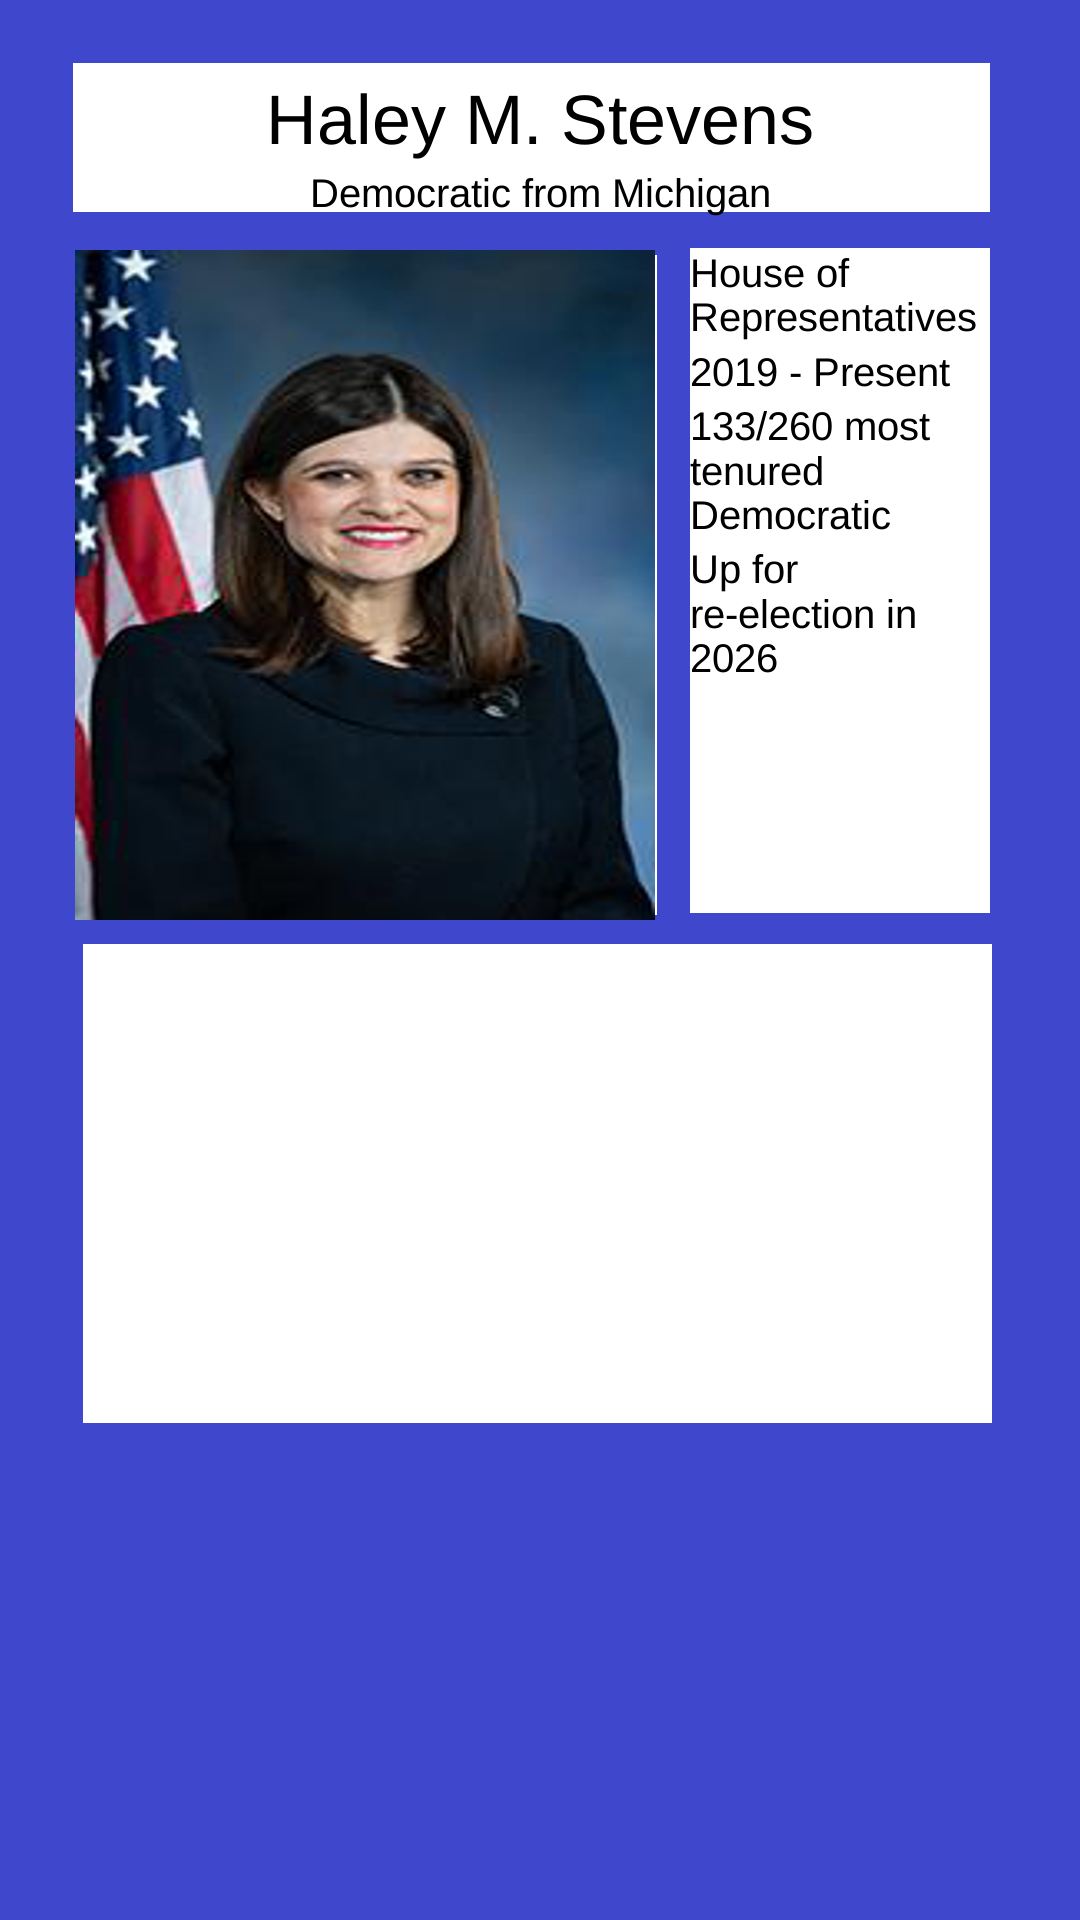 Haley M. Stevens
Democratic from Michigan
House of
Representatives
2019 - Present
133/260 most
tenured
Democratic
Up for
re-election in
2026